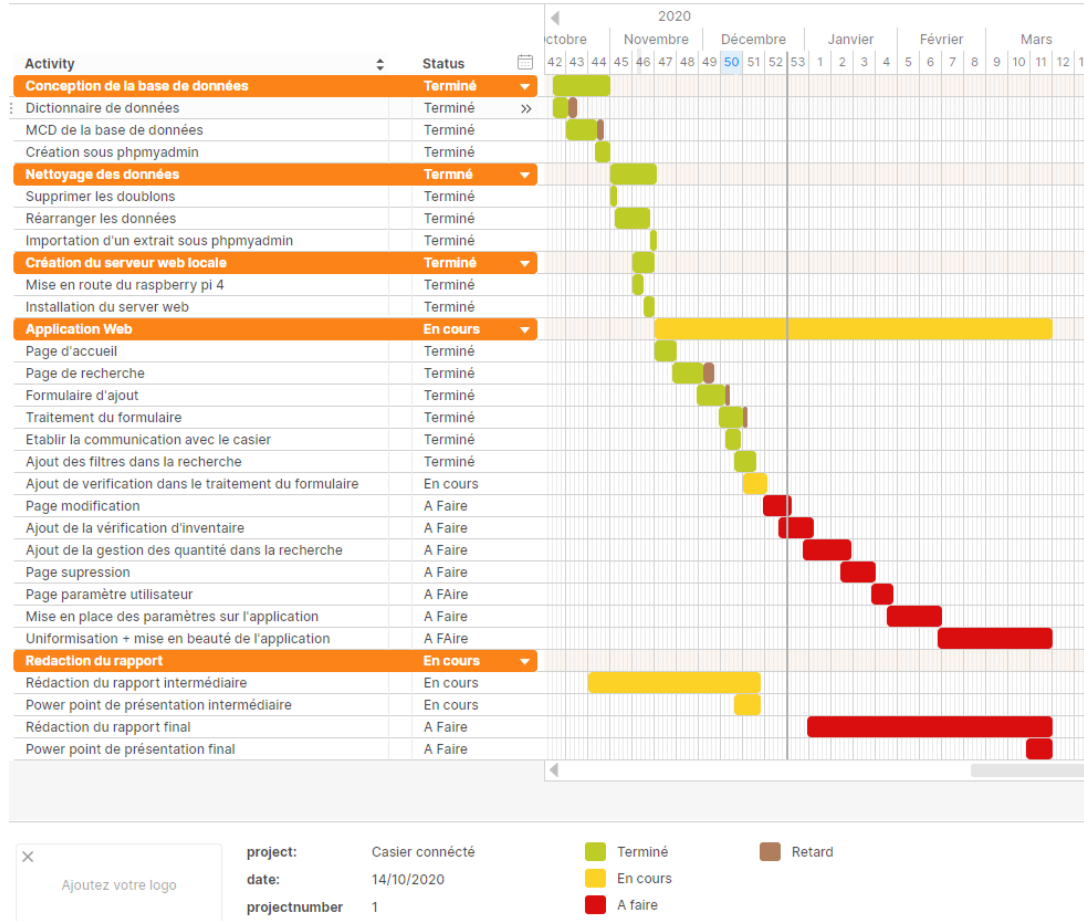 2020
ctobre Novembre Décembre Janvier Février Mars
Activity Status 42 43 44 45 46 47 48 49 50 51 52 53 1 2 3 4 5 6 7 8 9 10 11 12 1
Conception de la base de données Terminé
Dictionnaire de données Terminé »
MCD de la base de données Terminé
Création sous phpmyadmin Terminé
Nettoyage des données Termné
Supprimer les doublons Terminé
Réarranger les données Terminé
Importation d'un extrait sous phpmyadmin Terminé
Création du serveur web locale Terminé
Mise en route du raspberry pi 4 Terminé
Installation du server web Terminé
Application Web En cours
Page d'accueil Terminé
Page de recherche Terminé
Formulaire d'ajout Terminé
Traitement du formulaire Terminé
Etablir la communication avec le casier Terminé
Ajout des filtres dans la recherche Terminé
Ajout de verification dans le traitement du formulaire En cours
Page modification A Faire
Ajout de la vérification d'inventaire A Faire
Ajout de la gestion des quantité dans la recherche A Faire
Page supression A Faire
Page paramètre utilisateur A FAire
Mise en place des paramètres sur l'application A Faire
Uniformisation + mise en beauté de l'application A FAire
Redaction du rapport En cours
Rédaction du rapport intermédiaire En cours
Power point de présentation intermédiaire En cours
Rédaction du rapport final A Faire
Power point de présentation final A Faire
Ajoutez votre logo
project: Casier connécté Terminé Retard
date: 14/10/2020 En cours
projectnumber 1 A faire